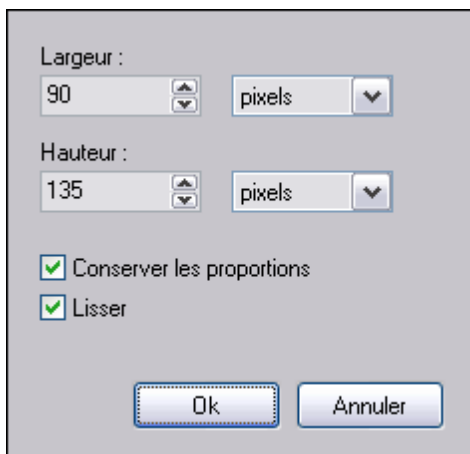 Largeur :
90 pixels
Hauteur :
135 pixels
Conserver les proportions
Lisser
Ok Annuler